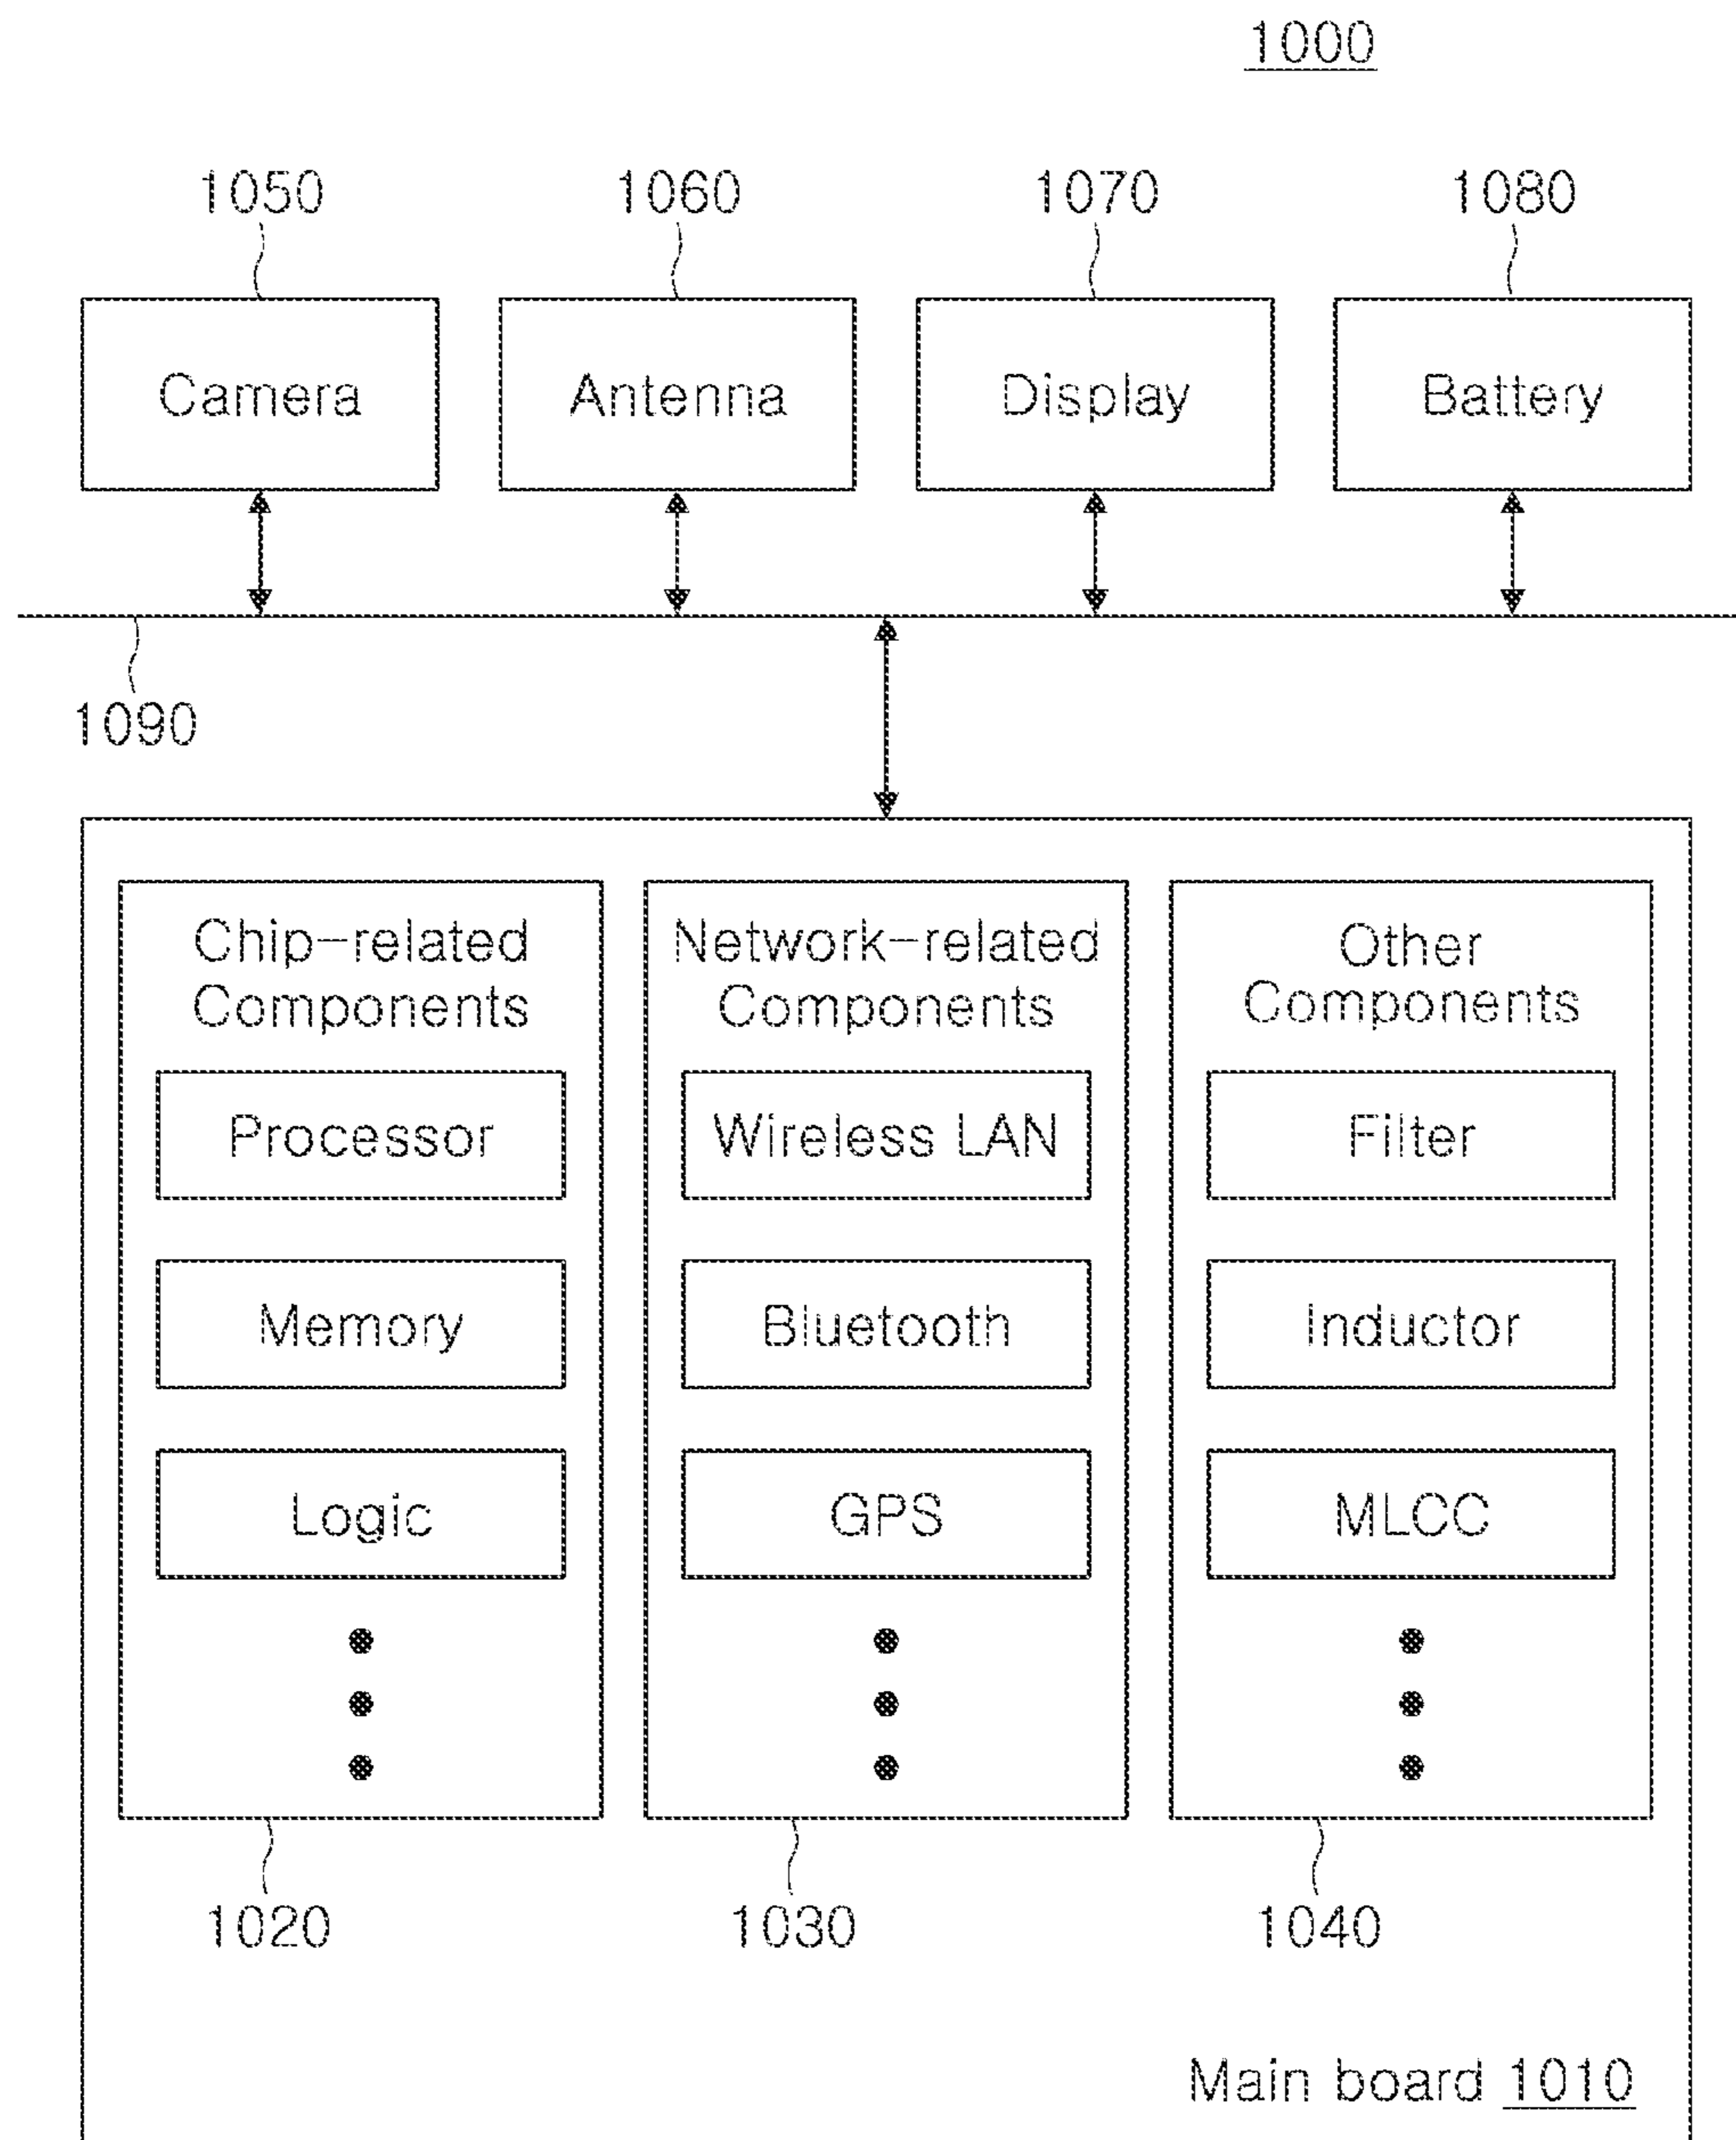 1000
1050 1060 1070 1080
Camera Antenna Display Battery
1090
Chip-related
Components
Processor
Memory
Logic
Network-related
Components
Wireless LAN
Bluetooth
GPS
Other
Components
Filter
Inductor
MLCC
1020 1030 1040
Main board 1010